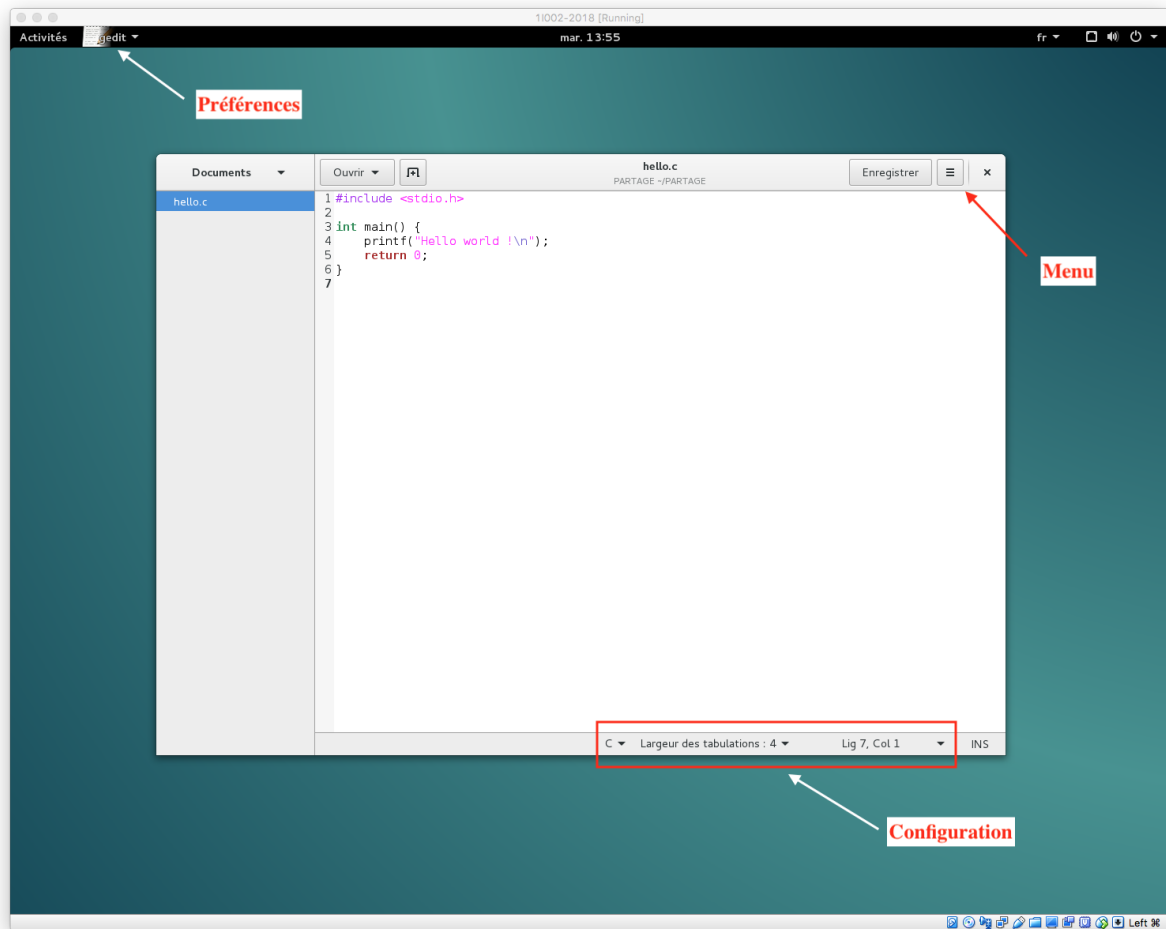 1I002-2018 [Running]
Activités gedit mar. 13:55 fr
Préférences
Documents Ouvrir hello.c Enregistrer
PARTAGE ~/PARTAGE
hello.c
1 #include <stdio.h>
2
3 int main() {
4     printf("Hello world !\n");
5     return 0;
6 }
7
Menu
C Largeur des tabulations : 4 Lig 7, Col 1 INS
Configuration
Left ⌘